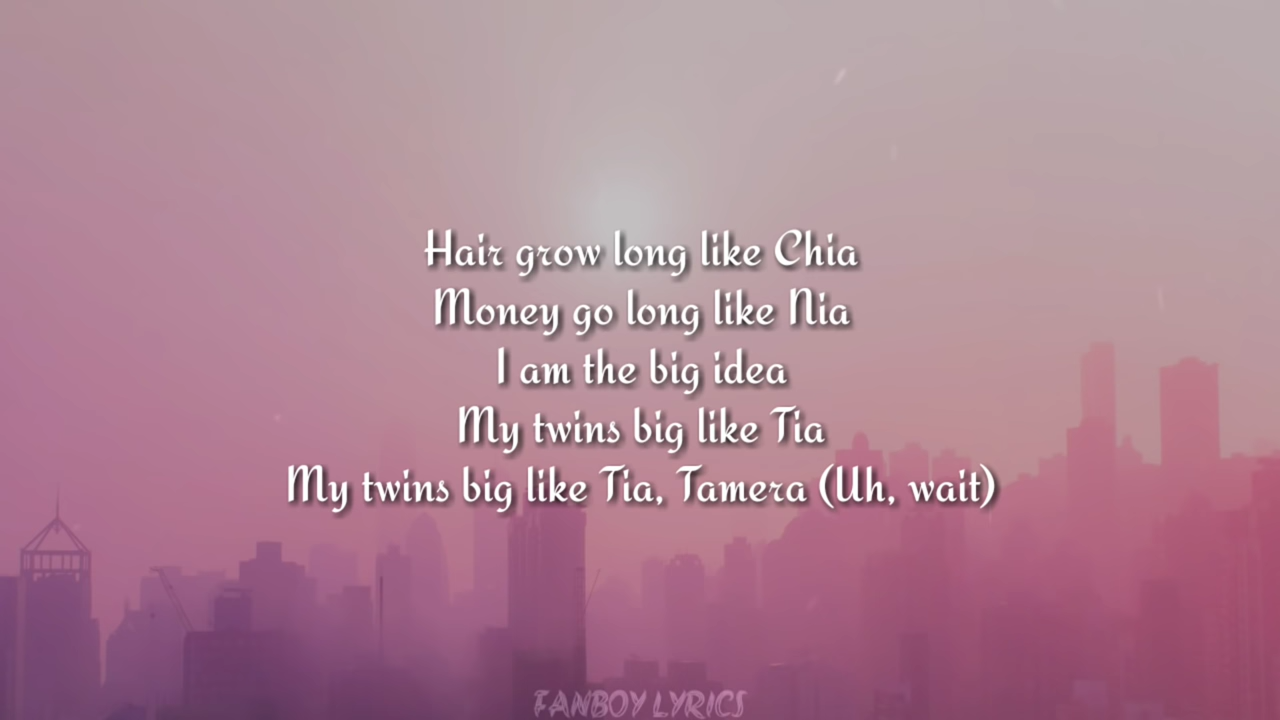 Hair grow long like Chia
Money go long like Nia
I am the big idea
My twins big like Tia
My twins big like Tia, Tamera (Uh, wait)
FANBOY LYRICS